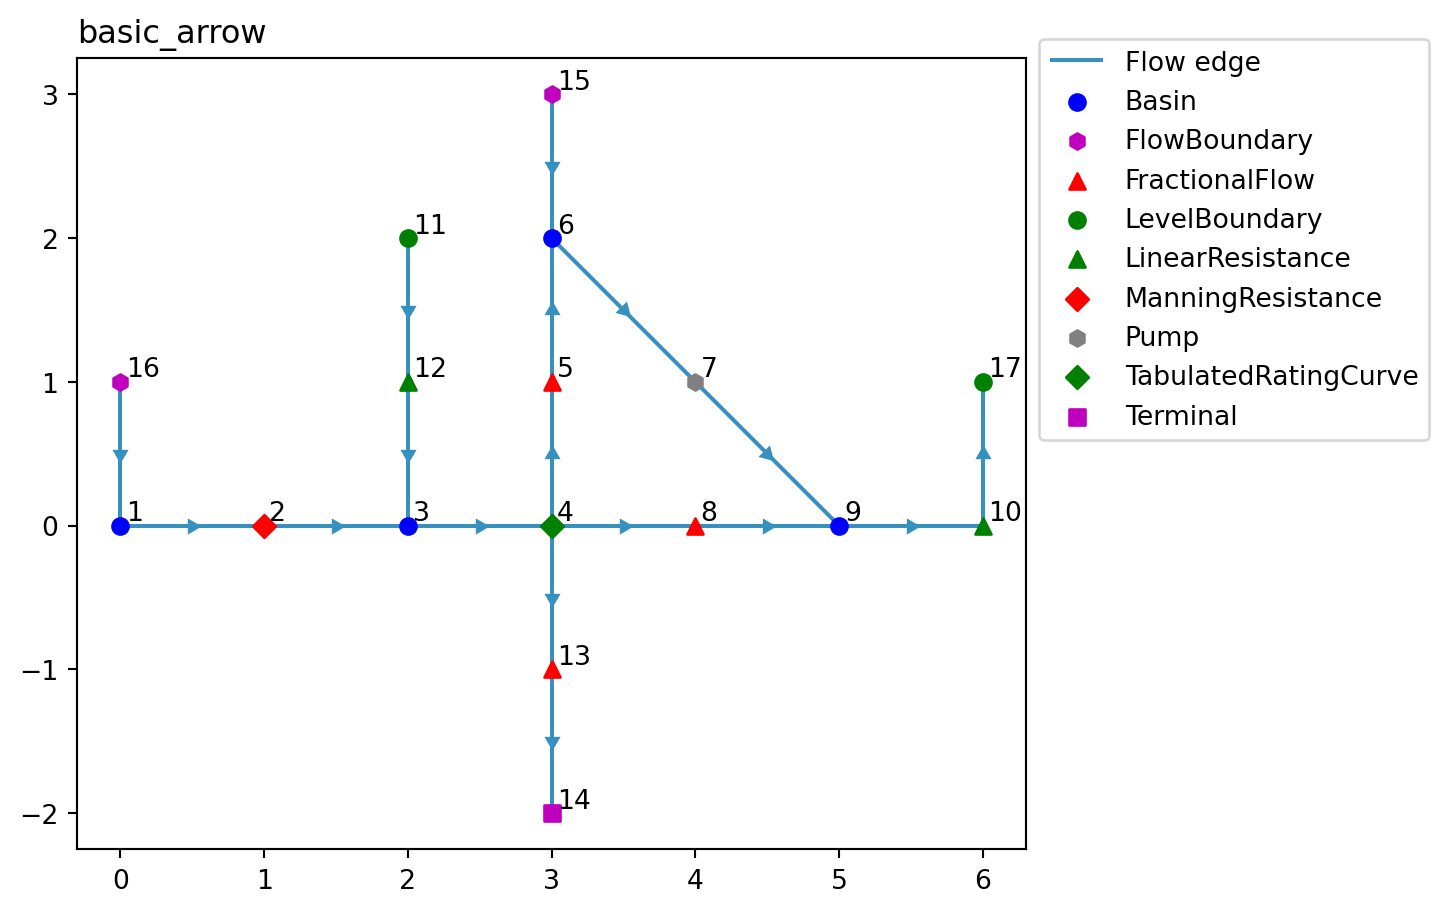 basic_arrow
3
2
1
0
−1
−2
15
11
6
16
12
5
7
17
1
2
3
4
8
9
10
13
14
0
1
2
3
4
5
6
Flow edge
Basin
FlowBoundary
FractionalFlow
LevelBoundary
LinearResistance
ManningResistance
Pump
TabulatedRatingCurve
Terminal